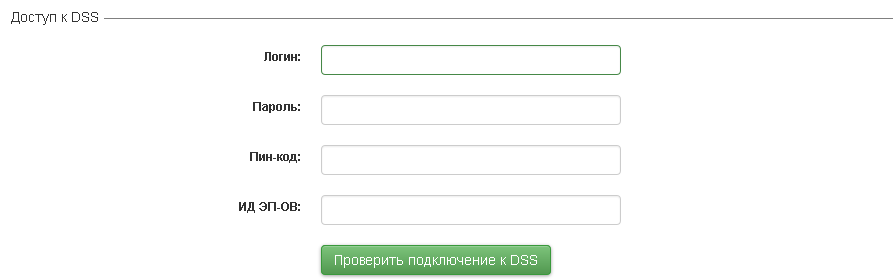 Доступ к DSS
Логин:
Пароль:
Пин-код:
ИД ЭП-ОВ:
Проверить подключение к DSS